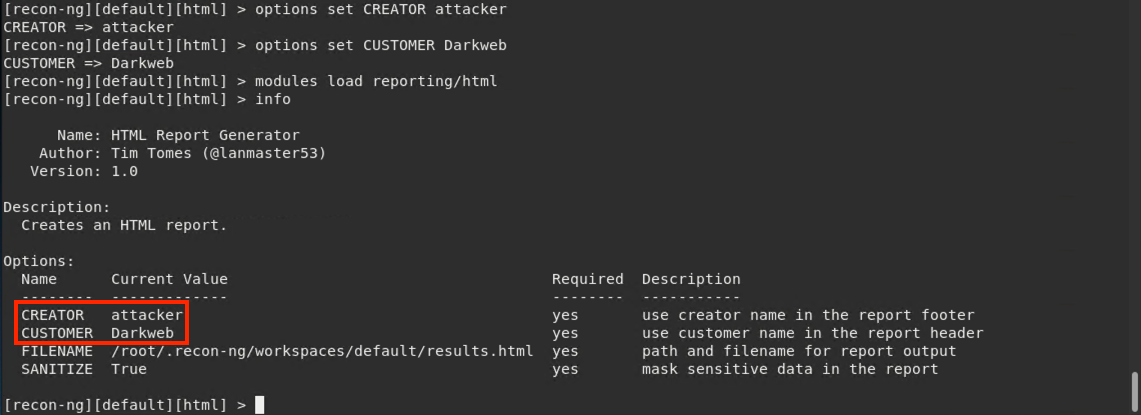 [recon-ng][default][html] > options set CREATOR attacker
CREATOR => attacker
[recon-ng][default][html] > options set CUSTOMER Darkweb
CUSTOMER => Darkweb
[recon-ng][default][html] > modules load reporting/html
[recon-ng][default][html] > info
      Name: HTML Report Generator
    Author: Tim Tomes (@lanmaster53)
   Version: 1.0
Description:
  Creates an HTML report.
Options:
  Name      Current Value                                    Required  Description
  --------  -------------                                    --------  -----------
  CREATOR   attacker                                         yes       use creator name in the report footer
  CUSTOMER  Darkweb                                          yes       use customer name in the report header
  FILENAME  /root/.recon-ng/workspaces/default/results.html  yes       path and filename for report output
  SANITIZE  True                                             yes       mask sensitive data in the report
[recon-ng][default][html] >